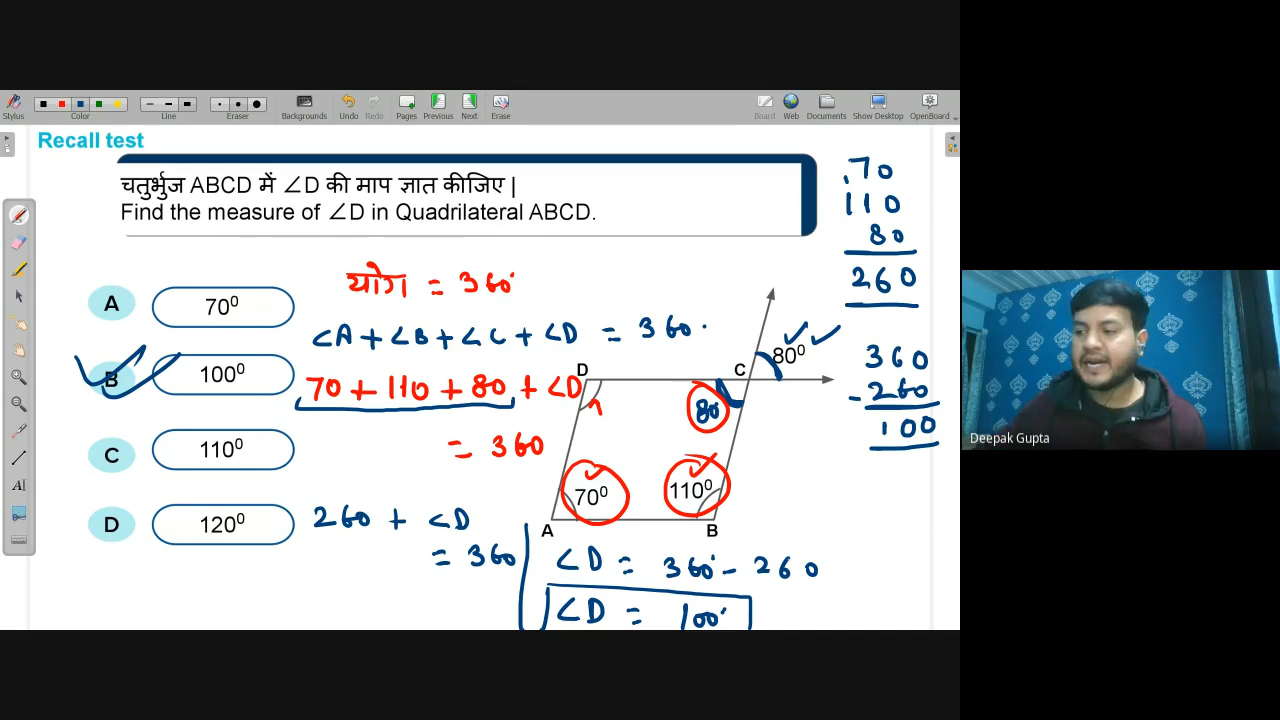 Stylus
Color
Line
Eraser
Backgrounds
Undo
Redo
Pages
Previous
Next
Erase
Board
Web
Documents
Show Desktop
OpenBoard
Recall test
चतुर्भुज ABCD में ∠D की माप ज्ञात कीजिए |
Find the measure of ∠D in Quadrilateral ABCD.
70
110
80
260
योग = 360°
A 70⁰
∠A + ∠B + ∠C + ∠D = 360°
80⁰
360
- 260
100
B 100⁰
70 + 110 + 80 + ∠D
= 360
D
C
80
C 110⁰
70⁰
110⁰
A
B
D 120⁰
260 + ∠D
= 360
∠D = 360° - 260
∠D = 100°
Deepak Gupta